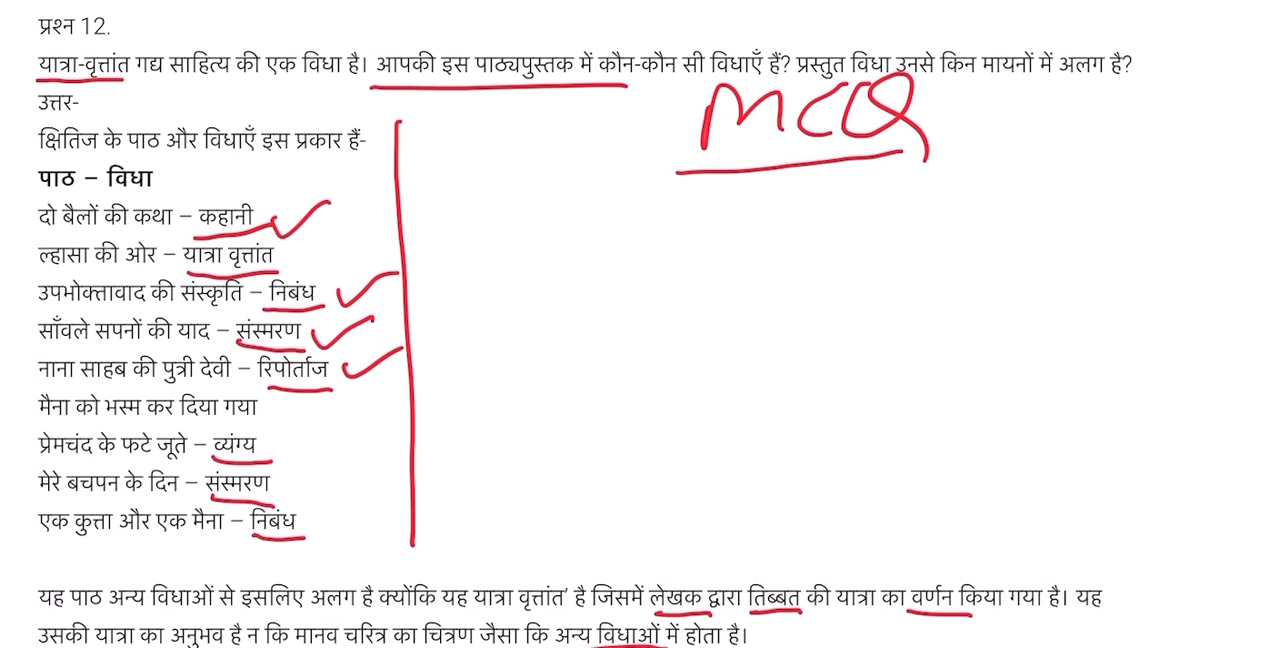 प्रश्न 12.
यात्रा-वृत्तांत गद्य साहित्य की एक विधा है। आपकी इस पाठ्यपुस्तक में कौन-कौन सी विधाएँ हैं? प्रस्तुत विधा उनसे किन मायनों में अलग है?
उत्तर-
MCQ
क्षितिज के पाठ और विधाएँ इस प्रकार हैं-
पाठ – विधा
दो बैलों की कथा – कहानी
ल्हासा की ओर – यात्रा वृत्तांत
उपभोक्तावाद की संस्कृति – निबंध
साँवले सपनों की याद – संस्मरण
नाना साहब की पुत्री देवी – रिपोर्ताज
मैना को भस्म कर दिया गया
प्रेमचंद के फटे जूते – व्यंग्य
मेरे बचपन के दिन – संस्मरण
एक कुत्ता और एक मैना – निबंध
यह पाठ अन्य विधाओं से इसलिए अलग है क्योंकि यह यात्रा वृत्तांत’ है जिसमें लेखक द्वारा तिब्बत की यात्रा का वर्णन किया गया है। यह
उसकी यात्रा का अनुभव है न कि मानव चरित्र का चित्रण जैसा कि अन्य विधाओं में होता है।